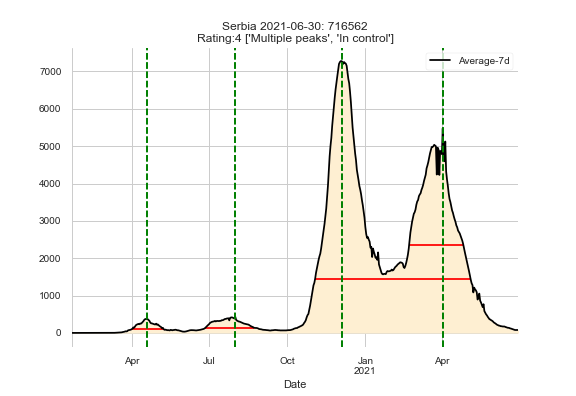 Serbia 2021-06-30: 716562
Rating:4 ['Multiple peaks', 'In control']
Average-7d
7000
6000
5000
4000
3000
2000
1000
0
Apr
Jul
Oct
Jan
2021
Apr
Date